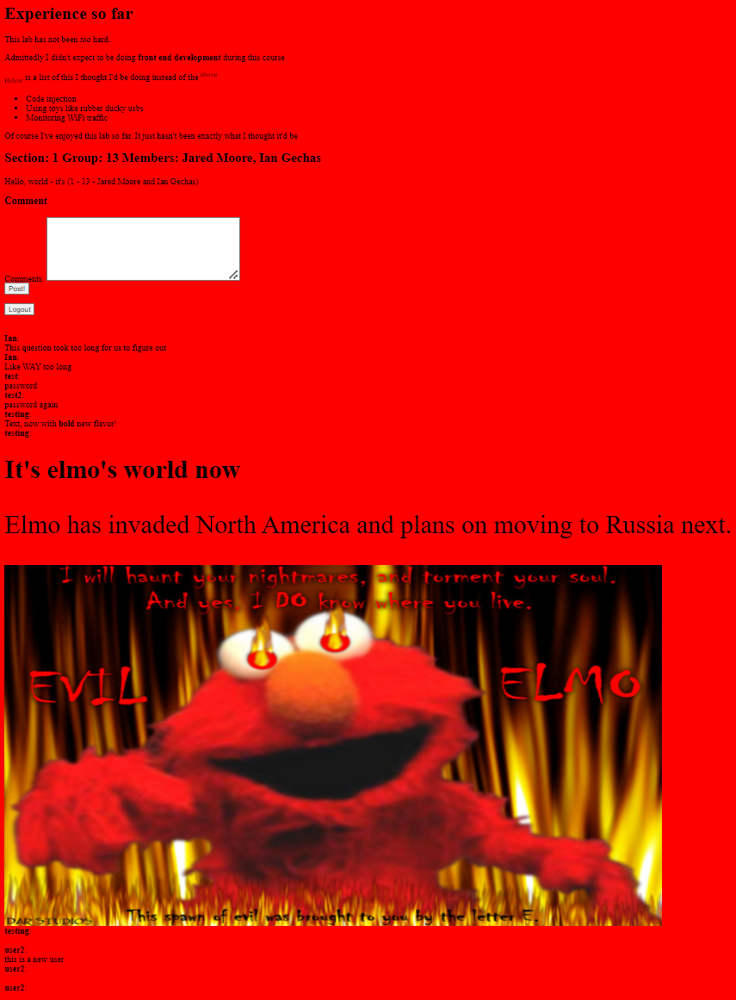 Experience so far
This lab has not been too hard.
Admittedly I didn't expect to be doing front end development during this course
Below is a list of this I thought I'd be doing instead of the above
Code injection
Using toys like rubber ducky usbs
Monitoring WiFi traffic
Of course I've enjoyed this lab so far. It just hasn't been exactly what I thought it'd be
Section: 1 Group: 13 Members: Jared Moore, Ian Gechas
Hello, world - it's (1 - 13 - Jared Moore and Ian Gechas)
Comment
Comments:
Post!
Logout
Ian:
This question took too long for us to figure out
Ian:
Like WAY too long
test:
password
test2:
password again
testing:
Text, now with bold new flavor!
testing:
It's elmo's world now
Elmo has invaded North America and plans on moving to Russia next.
I will haunt your nightmares, and torment your soul.
And yes, I DO know where you live.
EVIL ELMO
DAR STUDIOS This spawn of evil was brought to you by the letter E.
testing:
user2:
this is a new user
user2:
user2: